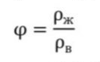 φ = ρж / ρв